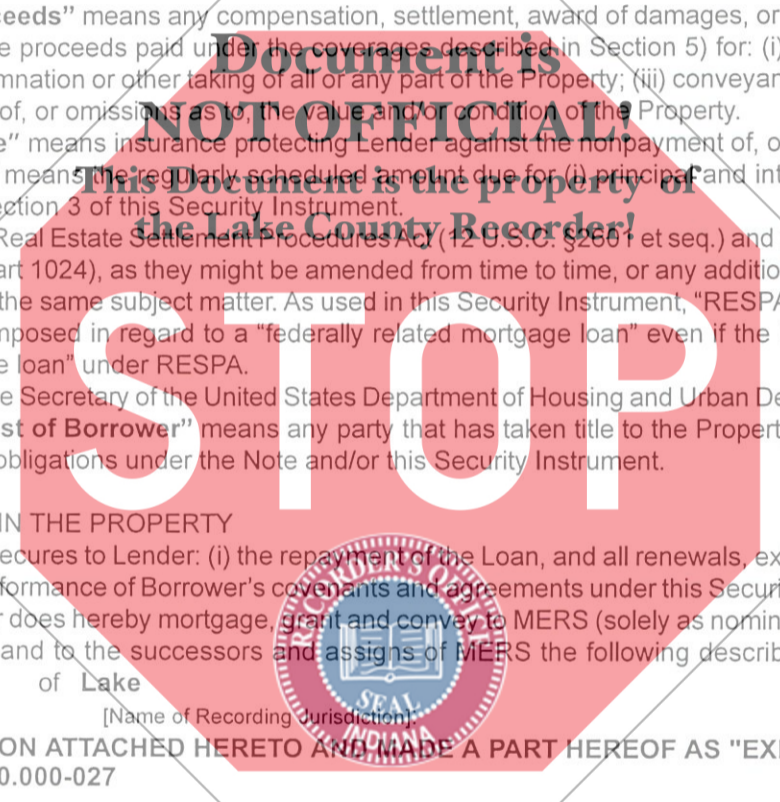 ceeds” means any compensation, settlement, award of damages, or
e proceeds paid under the coverages described in Section 5) for: (i)
mnation or other taking of all or any part of the Property; (iii) conveyan
of, or omissions as to, the value and/or condition of the Property.
e” means insurance protecting Lender against the nonpayment of, o
means the regularly scheduled amount due for (i) principal and int
ction 3 of this Security Instrument.
Real Estate Settlement Procedures Act (12 U.S.C. §2601 et seq.) and
art 1024), as they might be amended from time to time, or any additio
the same subject matter. As used in this Security Instrument, “RESPA
mposed in regard to a “federally related mortgage loan” even if the
e loan” under RESPA.
e Secretary of the United States Department of Housing and Urban De
st of Borrower” means any party that has taken title to the Propert
obligations under the Note and/or this Security Instrument.
IN THE PROPERTY
ecures to Lender: (i) the repayment of the Loan, and all renewals, ex
formance of Borrower’s covenants and agreements under this Secur
r does hereby mortgage, grant and convey to MERS (solely as nomin
and to the successors and assigns of MERS the following describ
of Lake
[Name of Recording Jurisdiction]:
ON ATTACHED HERETO AND MADE A PART HEREOF AS "EXH
0.000-027
Document is
NOT OFFICIAL!
This Document is the property of
the Lake County Recorder!
STOP
RECORDER'S OFFICE
SEAL
INDIANA